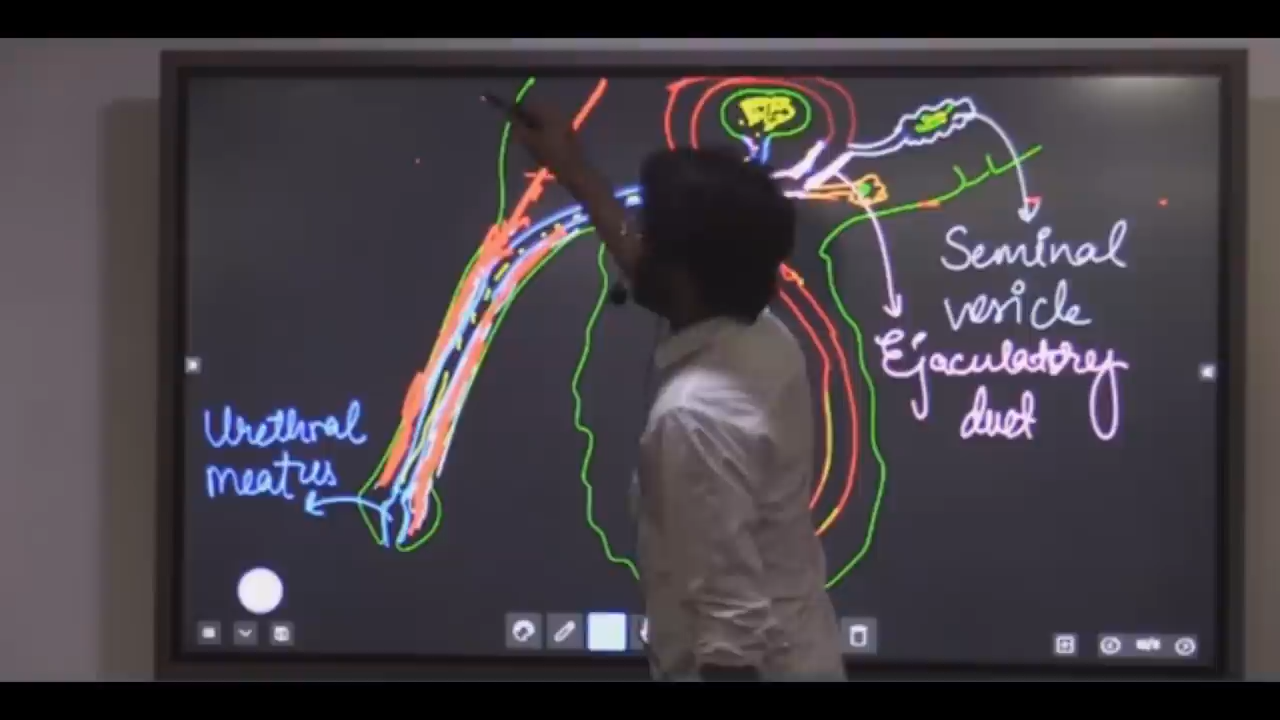 Seminal
vesicle
Ejaculatory
duct
Urethral
meatus